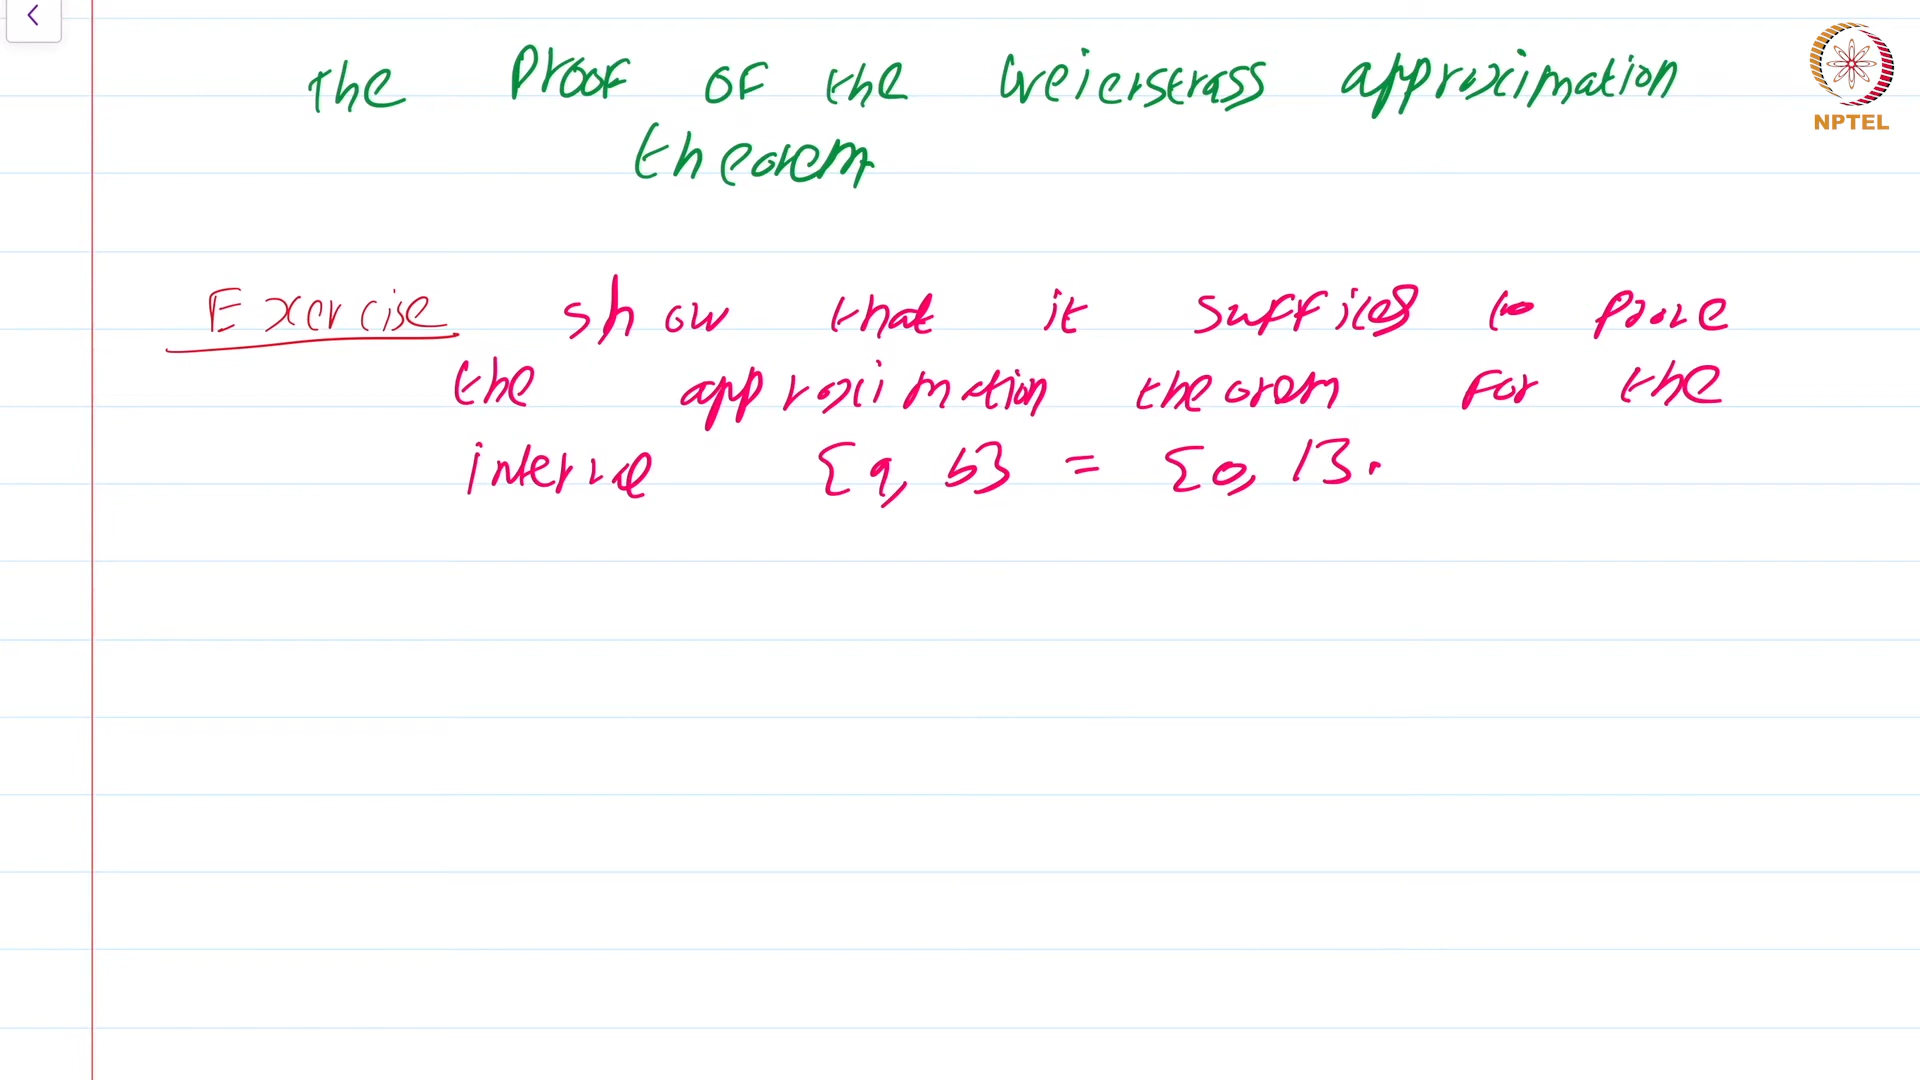 the Proof of the Weierstrass approximation
theorem
NPTEL
Exercise show that it suffices to prove
the approximation theorem for the
interval [a, b] = [0, 1].